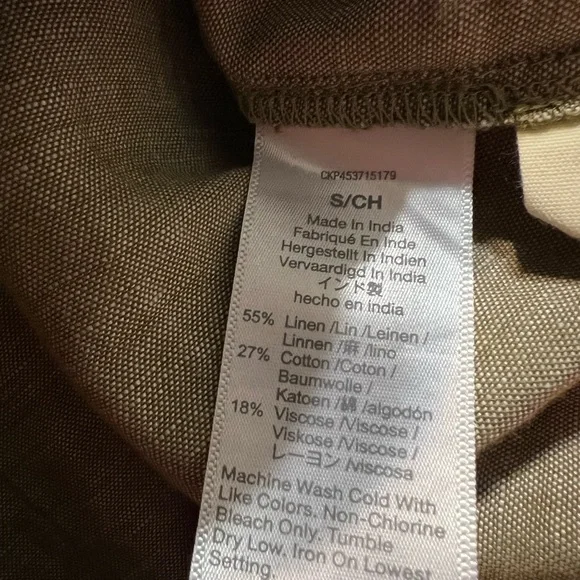 CKP453715179
S/CH
Made In India
Fabriqué En Inde
Hergestellt In Indien
Vervaardigd In India
インド製
hecho en india
55% Linen /Lin /Leinen /
Linnen /麻 /lino
27% Cotton /Coton /
Baumwolle /
Katoen /綿 /algodón
18% Viscose /Viscose /
Viskose /Viscose /
レーヨン /viscosa
Machine Wash Cold With
Like Colors. Non-Chlorine
Bleach Only. Tumble
Dry Low. Iron On Lowest
Setting.